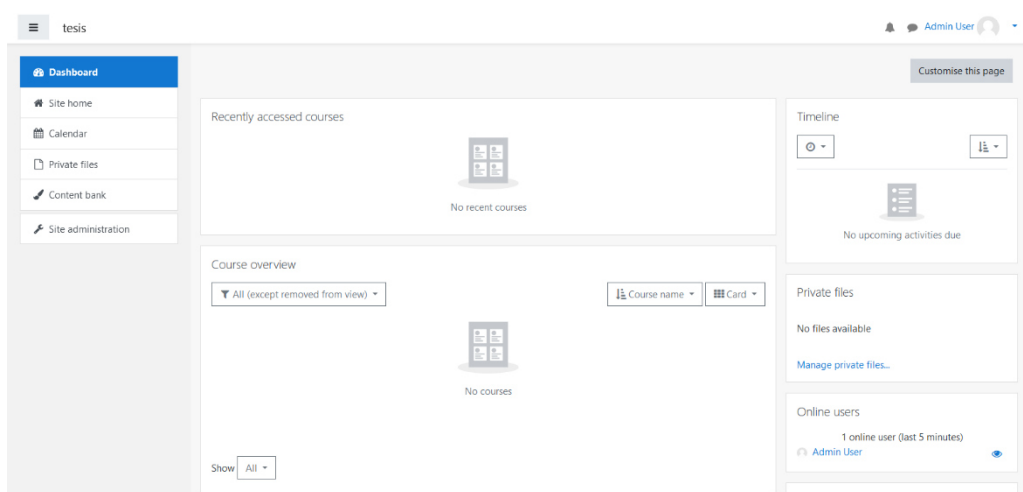 tesis
Admin User
Dashboard
Site home
Calendar
Private files
Content bank
Site administration
Customise this page
Recently accessed courses
No recent courses
Course overview
All (except removed from view)
Course name
Card
No courses
Show All
Timeline
No upcoming activities due
Private files
No files available
Manage private files...
Online users
1 online user (last 5 minutes)
Admin User